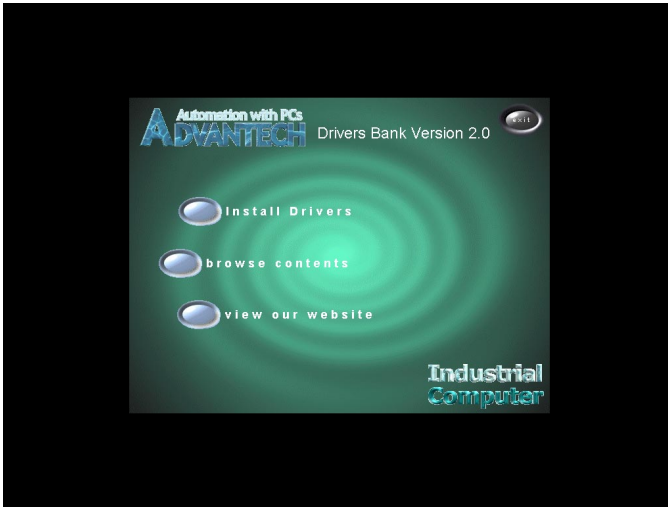 Automation with PCs
ADVANTECH
Drivers Bank Version 2.0
exit
Install Drivers
browse contents
view our website
Industrial
Computer